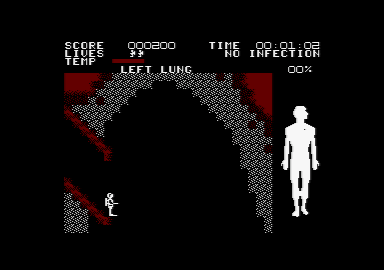 SCORE 000200 TIME 00:01:02
LIVES NO INFECTION
TEMP
LEFT LUNG 00%